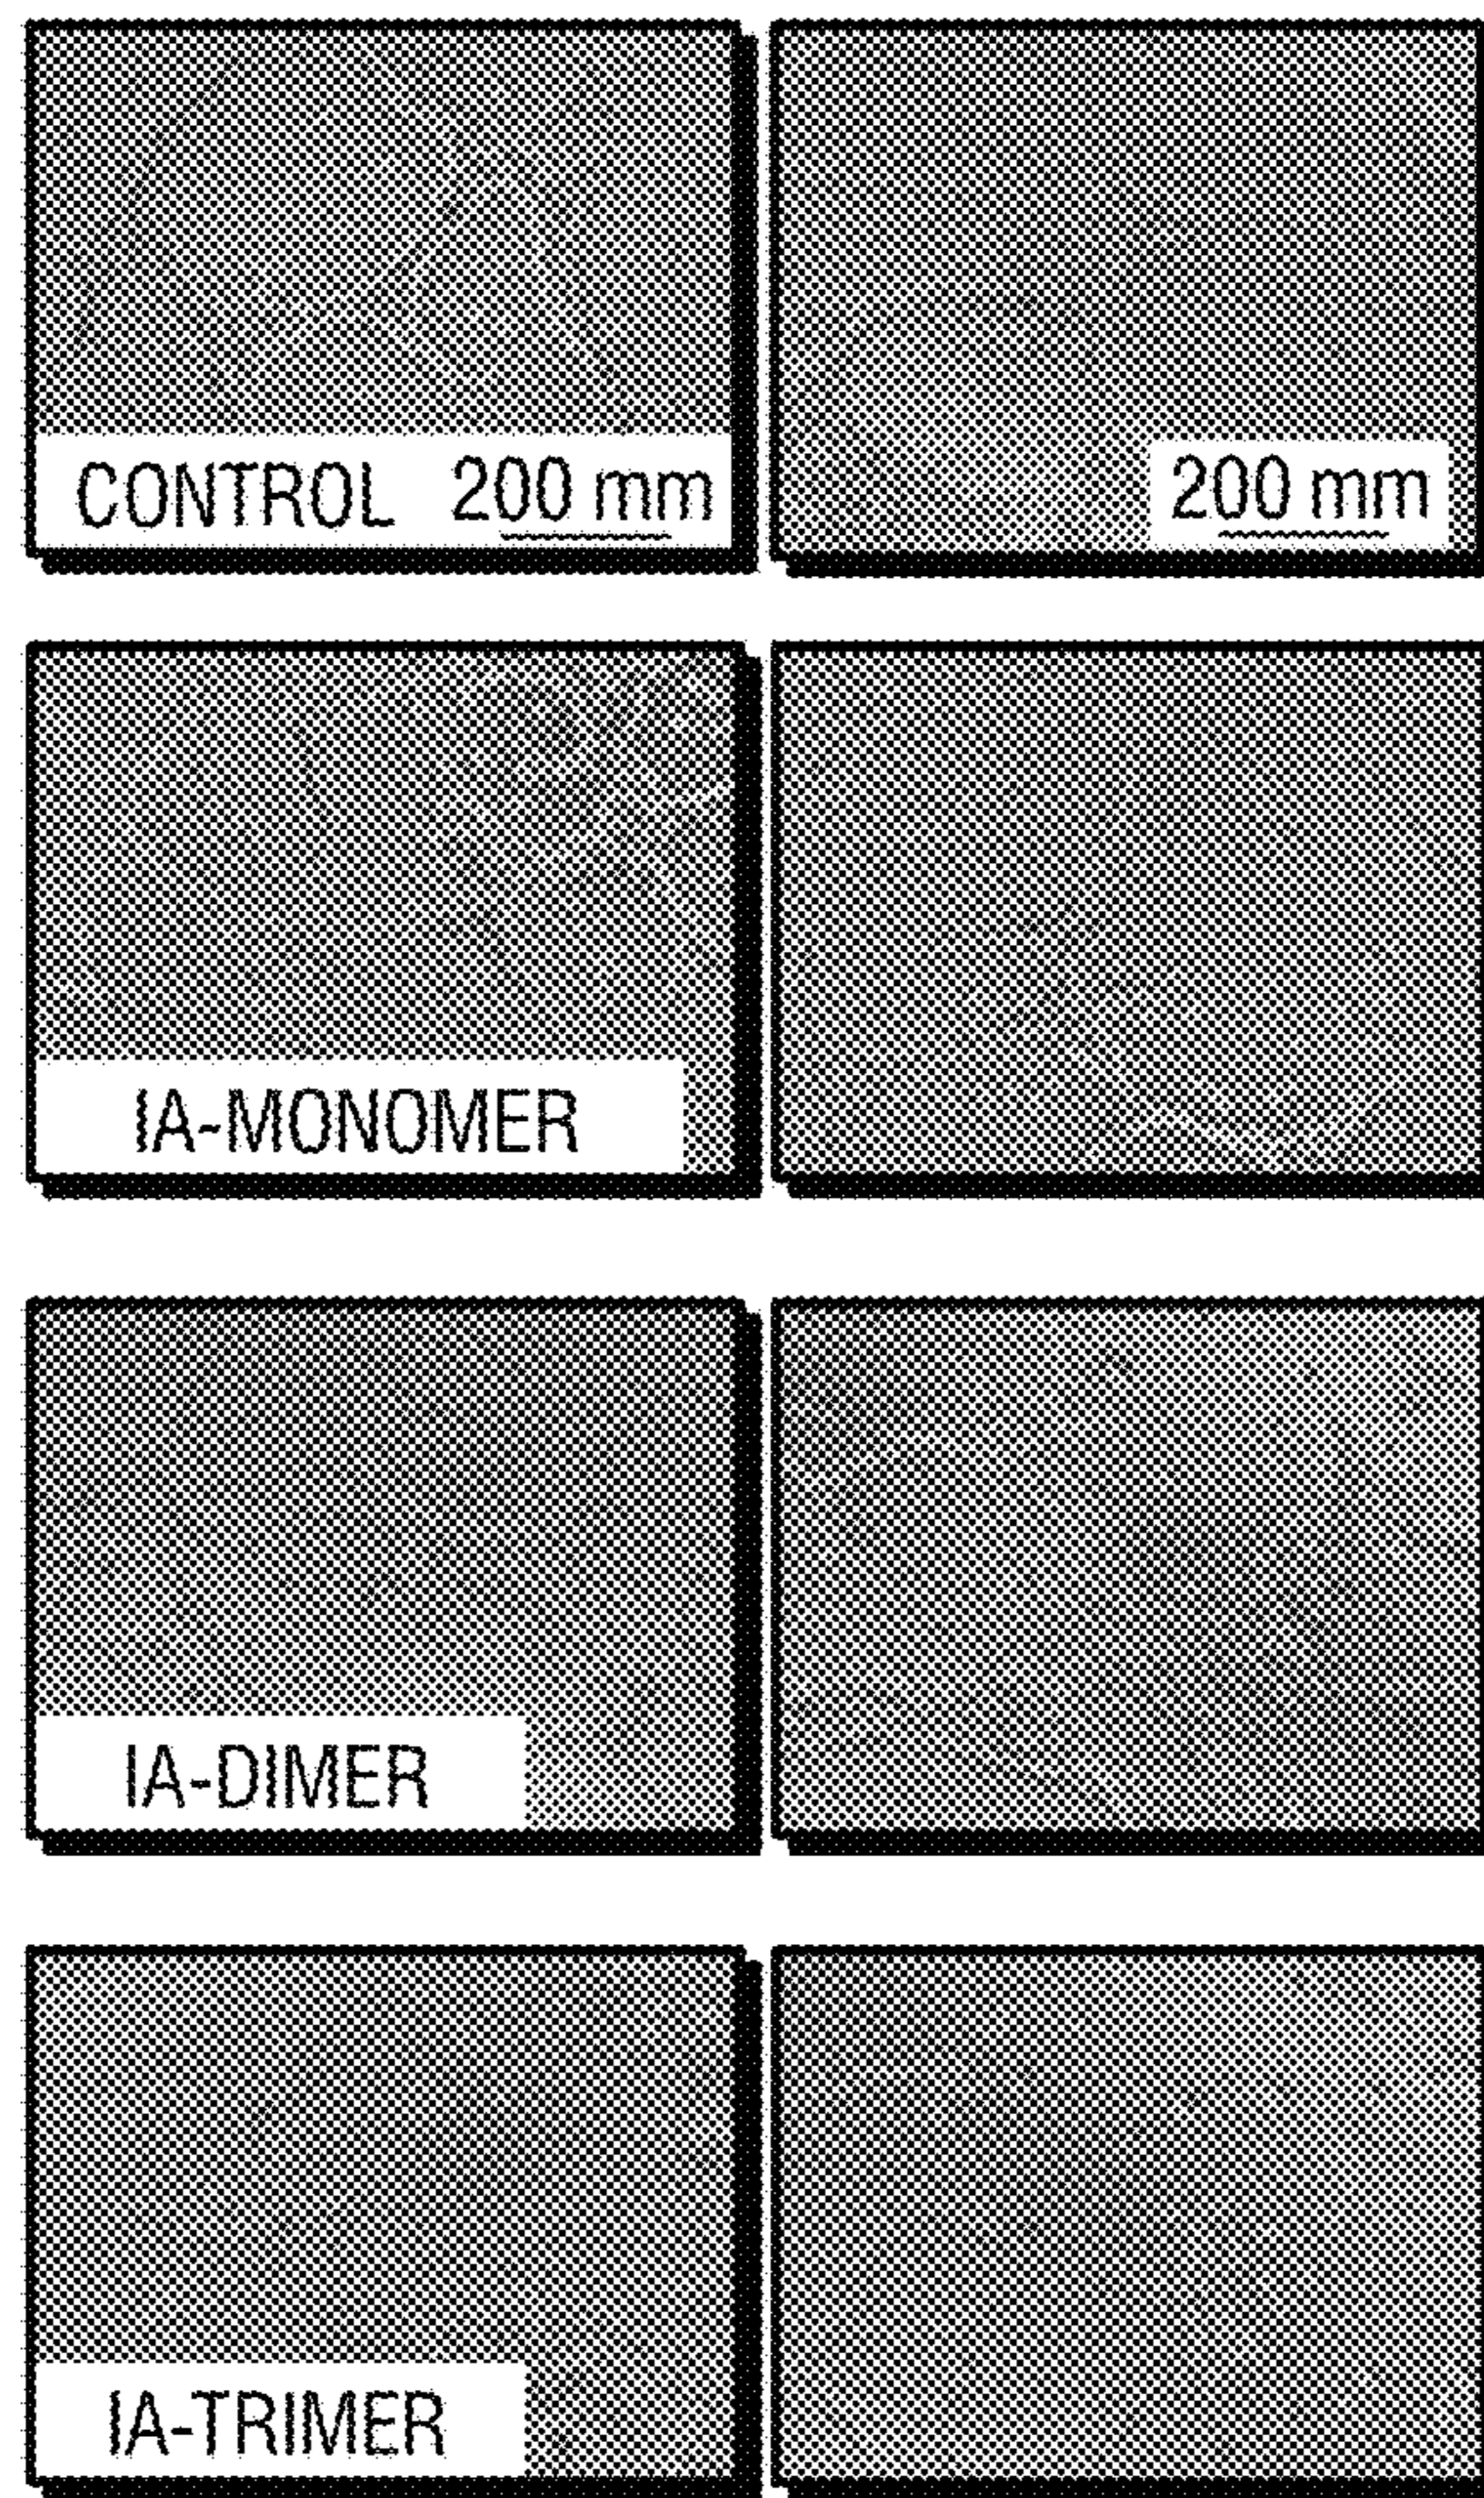 CONTROL 200 mm
200 mm
IA-MONOMER
IA-DIMER
IA-TRIMER